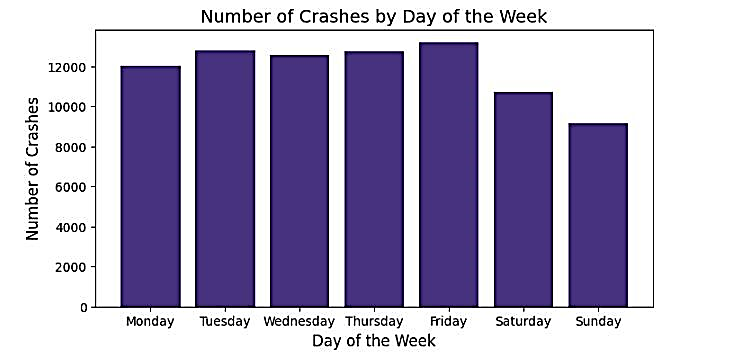 Number of Crashes by Day of the Week
Number of Crashes
12000
10000
8000
6000
4000
2000
0
Monday Tuesday Wednesday Thursday Friday Saturday Sunday
Day of the Week